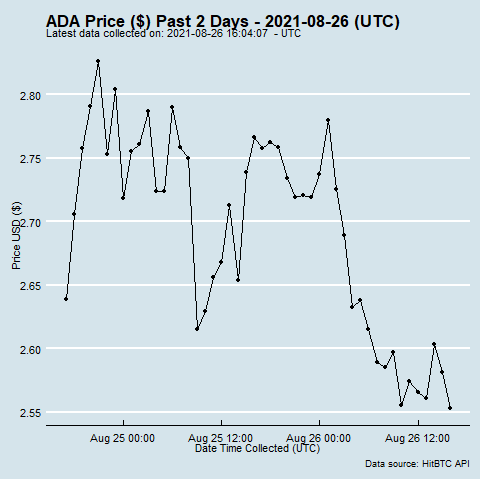 ADA Price ($) Past 2 Days - 2021-08-26 (UTC)
Latest data collected on: 2021-08-26 16:04:07  - UTC
Price USD ($)
2.80
2.75
2.70
2.65
2.60
2.55
Aug 25 00:00 Aug 25 12:00 Aug 26 00:00 Aug 26 12:00
Date Time Collected (UTC)
Data source: HitBTC API